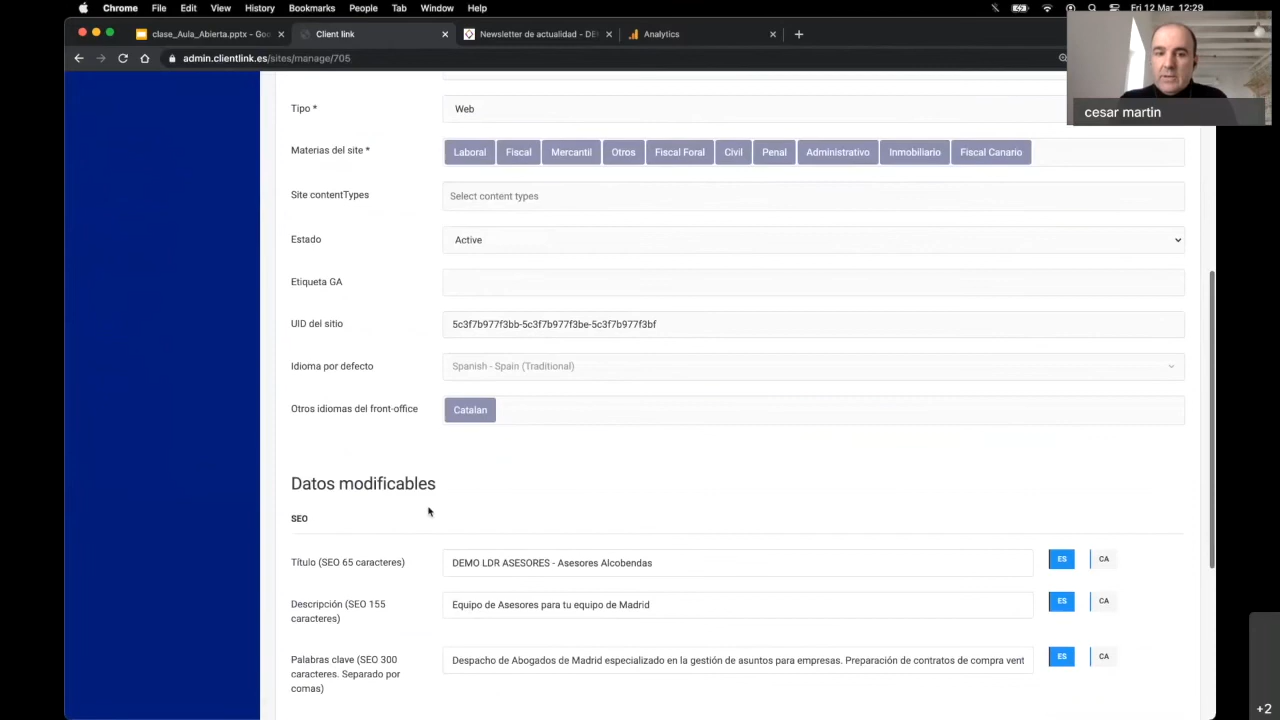 Chrome File Edit View History Bookmarks People Tab Window Help Fri 12 Mar 12:29
clase_Aula_Abierta.pptx - Goo Client link Newsletter de actualidad - DE Analytics
admin.clientlink.es/sites/manage/705
cesar martin
Tipo * Web
Materias del site * Laboral Fiscal Mercantil Otros Fiscal Foral Civil Penal Administrativo Inmobiliario Fiscal Canario
Site contentTypes Select content types
Estado Active
Etiqueta GA
UID del sitio 5c3f7b977f3bb-5c3f7b977f3be-5c3f7b977f3bf
Idioma por defecto Spanish - Spain (Traditional)
Otros idiomas del front-office Catalan
Datos modificables
SEO
Título (SEO 65 caracteres) DEMO LDR ASESORES - Asesores Alcobendas ES CA
Descripción (SEO 155 caracteres) Equipo de Asesores para tu equipo de Madrid ES CA
Palabras clave (SEO 300 caracteres. Separado por comas) Despacho de Abogados de Madrid especializado en la gestión de asuntos para empresas. Preparación de contratos de compra vent ES CA
+2